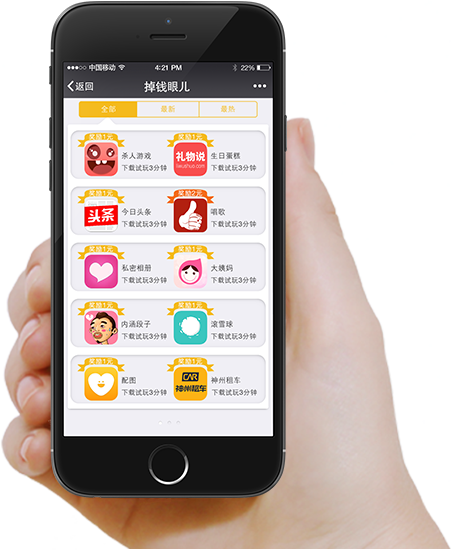 中国移动 4:21 PM 22%
返回 掉钱眼儿 •••
全部 最新 最热
奖励1元 奖励1元
杀人游戏 礼物说 生日蛋糕
下载试玩3分钟 liwushuo.com 下载试玩3分钟
奖励1元 奖励2元
头条 今日头条 唱歌
下载试玩3分钟 下载试玩3分钟
奖励1元 奖励1元
私密相册 大姨妈
下载试玩3分钟 下载试玩3分钟
奖励1元 奖励1元
内涵段子 滚雪球
下载试玩3分钟 下载试玩3分钟
奖励1元 奖励1元
配图 CAR 神州租车
下载试玩3分钟 神州租车 下载试玩3分钟